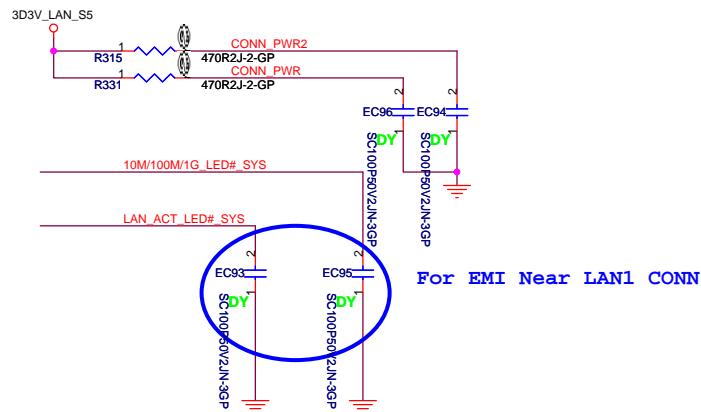 3D3V_LAN_S5
1 CONN_PWR2
R315 470R2J-2-GP
1 CONN_PWR
R331 470R2J-2-GP
2 2
EC96 EC94
1 DY 1 DY
SC100P50V2JN-3GP SC100P50V2JN-3GP
10M/100M/1G_LED#_SYS
LAN_ACT_LED#_SYS
2 2
EC93 EC95
1 DY 1 DY
SC100P50V2JN-3GP SC100P50V2JN-3GP
For EMI Near LAN1 CONN